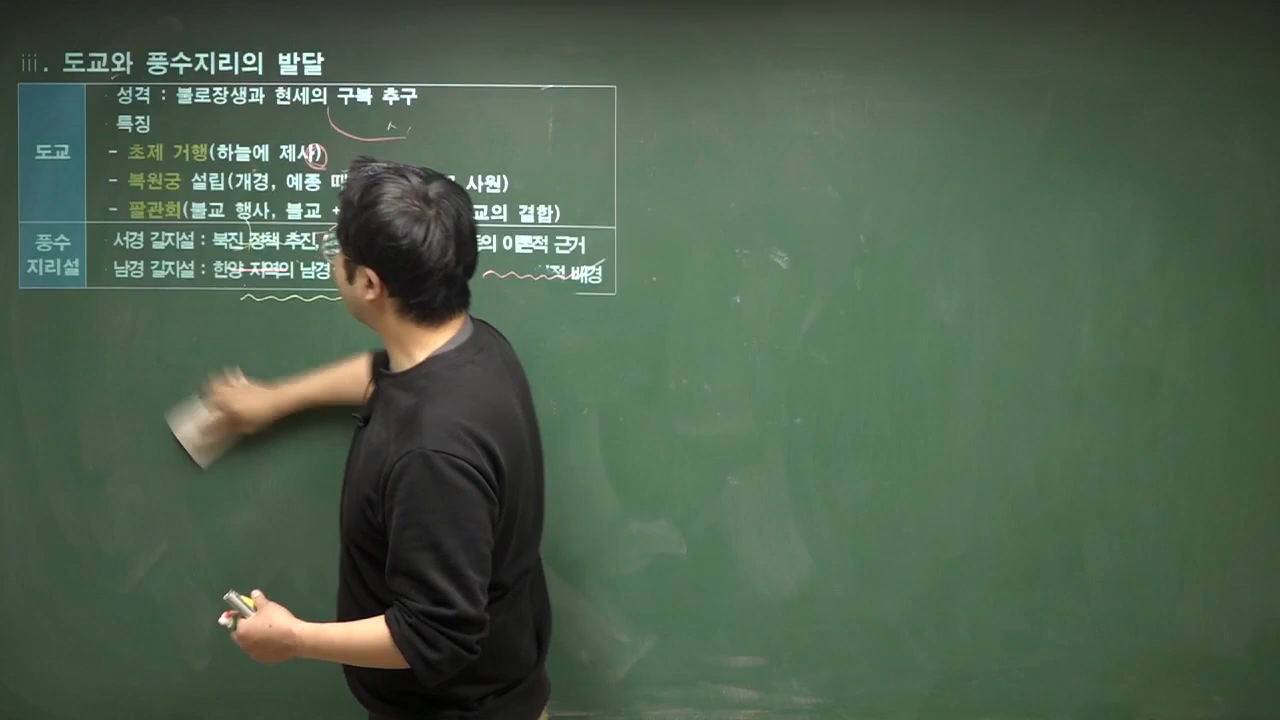 ⅲ. 도교와 풍수지리의 발달
도교
성격 : 불로장생과 현세의 구복 추구
특징
- 초제 거행(하늘에 제사)
- 복원궁 설립(개경, 예종 때 사원)
- 팔관회(불교 행사, 불교 + 교의 결합)
풍수
지리설
서경 길지설 : 북진 정책 추진, 의 이론적 근거
남경 길지설 : 한양 지역의 남경 적 배경